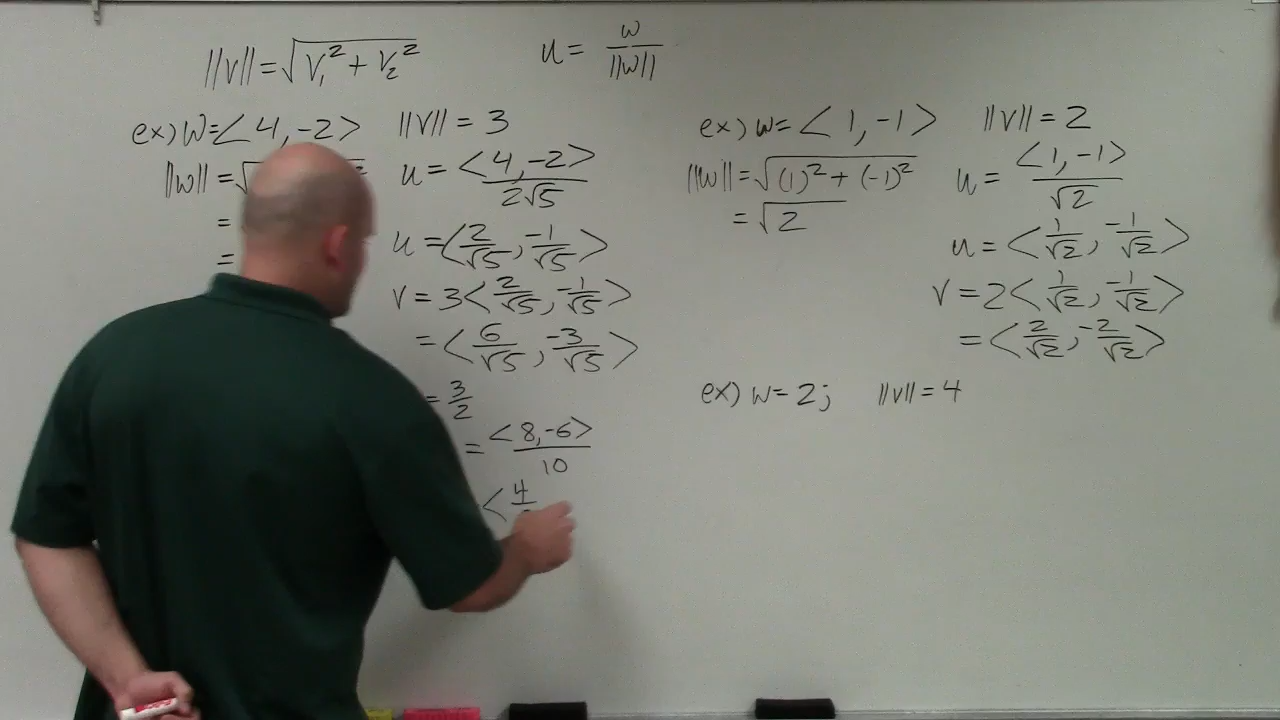 ||v|| = √(v₁² + v₂²)
u = w/||w||
ex) w = <4, -2> ||v|| = 3
||w|| = √
=
=
u = <4, -2>/2√5
u = <2/√5, -1/√5>
v = 3<2/√5, -1/√5>
= <6/√5, -3/√5>
= 3/2
= <8, -6>/10
<4/
ex) w = <1, -1> ||v|| = 2
||w|| = √((1)² + (-1)²)
= √2
u = <1, -1>/√2
u = <1/√2, -1/√2>
v = 2<1/√2, -1/√2>
= <2/√2, -2/√2>
ex) w = 2; ||v|| = 4